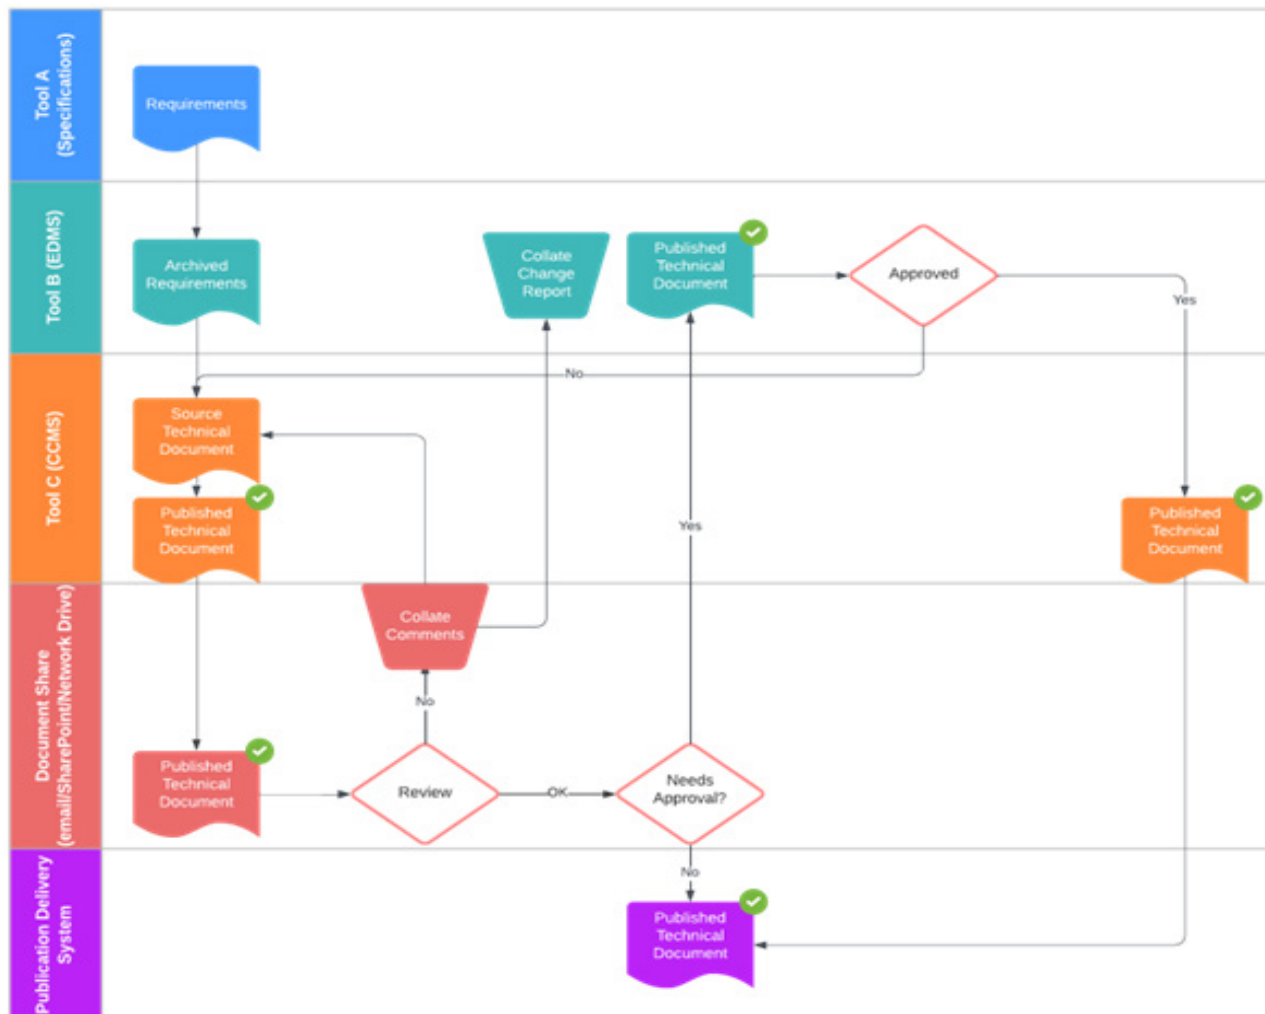 Tool A
(Specifications)
Requirements
Tool B (EDMS)
Archived
Requirements
Collate
Change
Report
Published
Technical
Document
Approved
Yes
No
Tool C (CCMS)
Source
Technical
Document
Published
Technical
Document
Yes
Published
Technical
Document
Document Share
(email/SharePoint/Network Drive)
Collate
Comments
No
Published
Technical
Document
Review
OK
Needs
Approval?
Publication Delivery
System
No
Published
Technical
Document